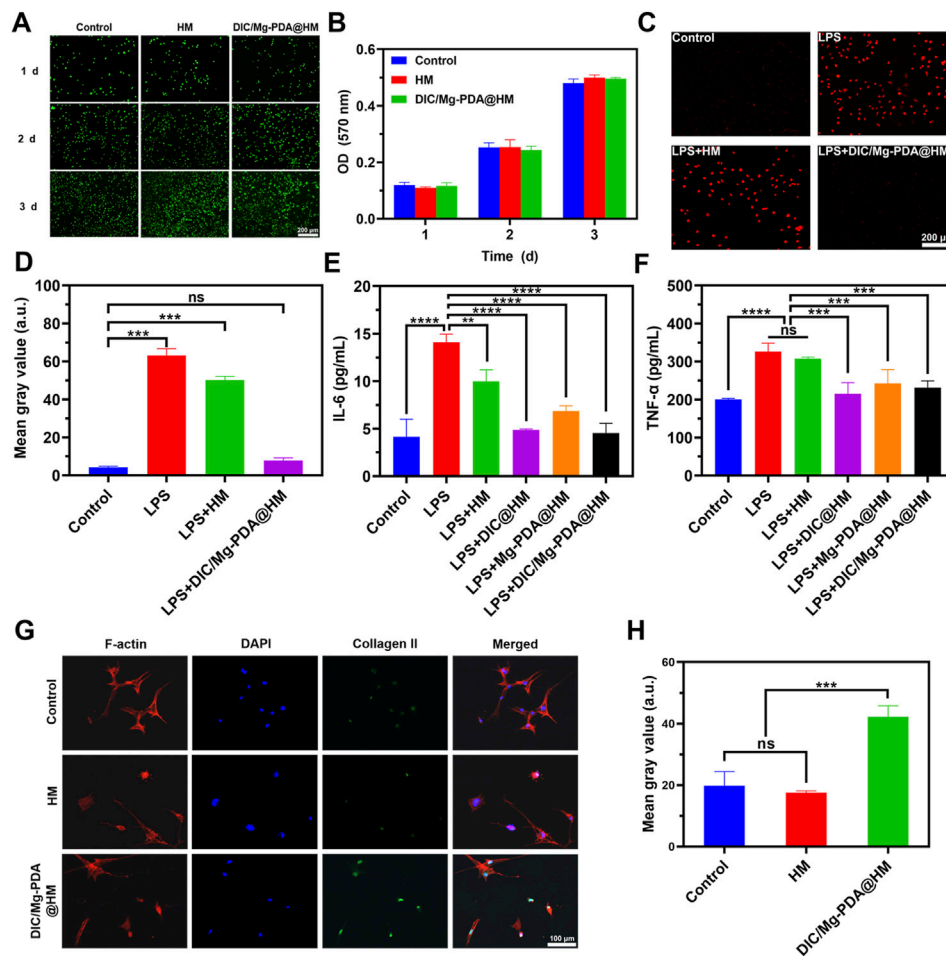 A
Control HM DIC/Mg-PDA@HM
1 d
2 d
3 d
200 μm
B
OD (570 nm)
0.6
0.4
0.2
0.0
Control
HM
DIC/Mg-PDA@HM
1 2 3
Time (d)
C
Control LPS
LPS+HM LPS+DIC/Mg-PDA@HM
200 μm
D
Mean gray value (a.u.)
80
60
40
20
0
ns
***
***
Control
LPS
LPS+HM
LPS+DIC/Mg-PDA@HM
E
IL-6 (pg/mL)
15
10
5
0
****
****
****
**** **
Control
LPS
LPS+HM
LPS+DIC@HM
LPS+Mg-PDA@HM
LPS+DIC/Mg-PDA@HM
F
TNF-α (pg/mL)
500
400
300
200
100
0
***
***
**** ***
ns
Control
LPS
LPS+HM
LPS+DIC@HM
LPS+Mg-PDA@HM
LPS+DIC/Mg-PDA@HM
G
F-actin DAPI Collagen II Merged
Control
HM
DIC/Mg-PDA
@HM
100 μm
H
Mean gray value (a.u.)
60
40
20
0
***
ns
Control
HM
DIC/Mg-PDA@HM